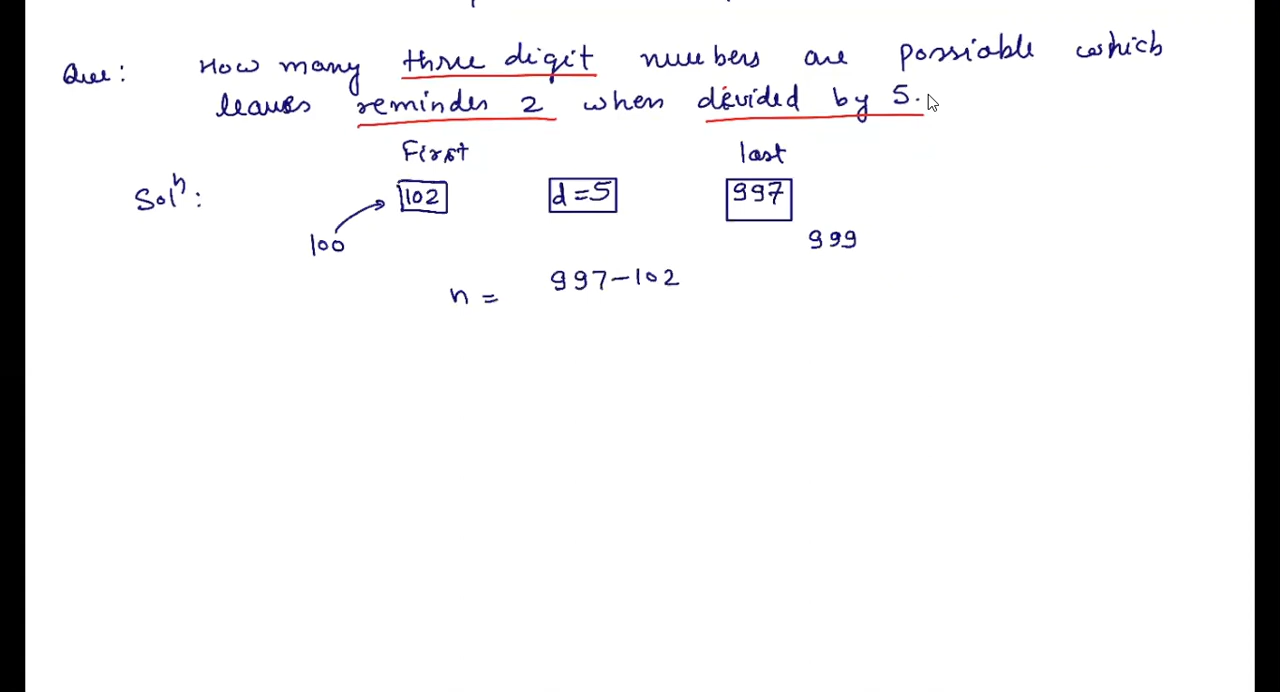 Que: How many three digit numbers are possiable which
leaves reminder 2 when devided by 5.
First last
Solⁿ: 102 d=5 997
100 999
n = 997-102